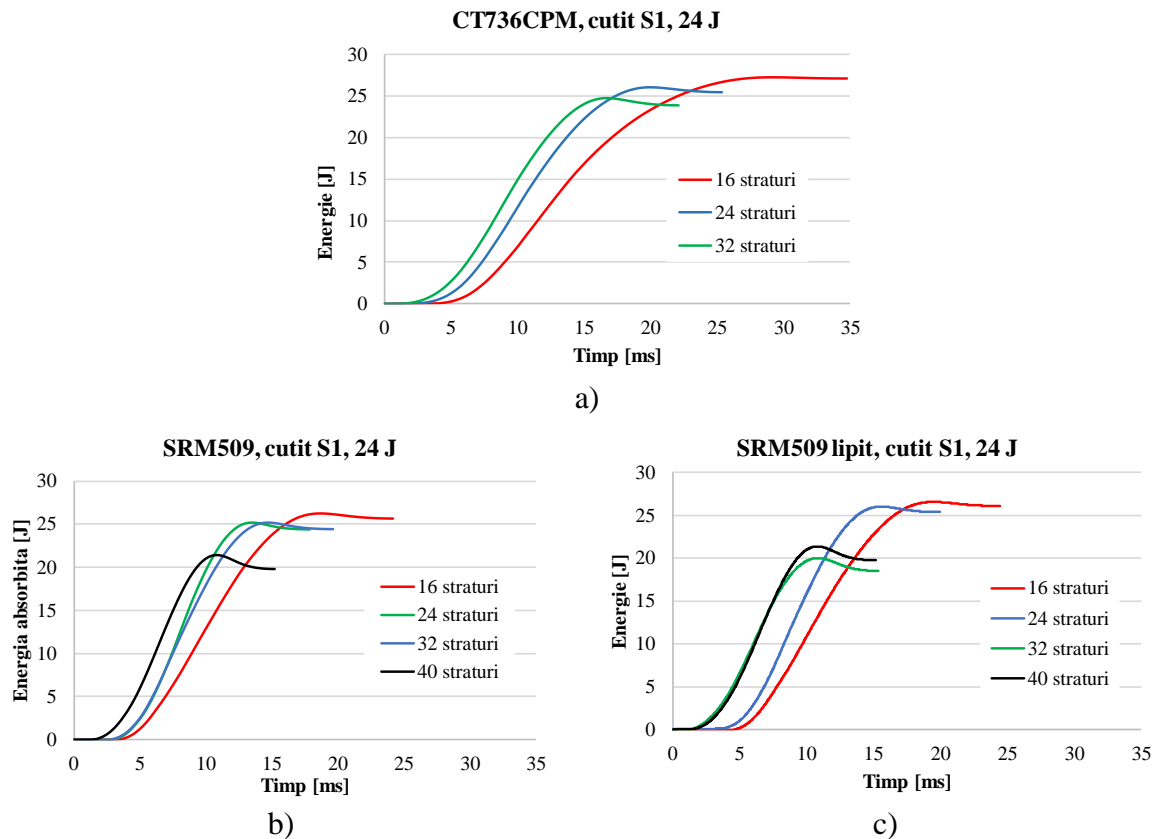 CT736CPM, cutit S1, 24 J
30
25
20
15
10
5
0
Energie [J]
16 straturi
24 straturi
32 straturi
0 5 10 15 20 25 30 35
Timp [ms]
a)
SRM509, cutit S1, 24 J
30
25
20
15
10
5
0
Energia absorbita [J]
16 straturi
24 straturi
32 straturi
40 straturi
0 5 10 15 20 25 30 35
Timp [ms]
b)
SRM509 lipit, cutit S1, 24 J
30
25
20
15
10
5
0
Energie [J]
16 straturi
24 straturi
32 straturi
40 straturi
0 5 10 15 20 25 30 35
Timp [ms]
c)